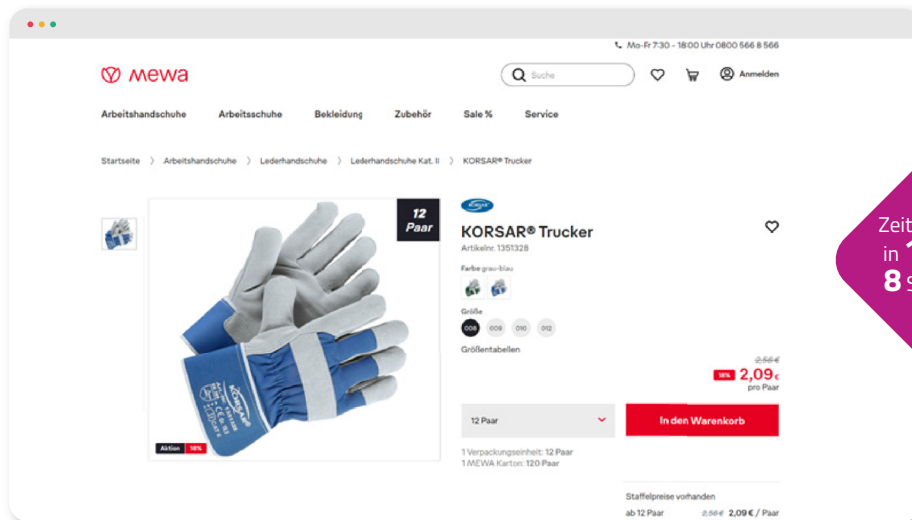 Mo-Fr 7:30 - 18:00 Uhr 0800 566 8 566
mewa
Suche
Anmelden
Arbeitshandschuhe Arbeitsschuhe Bekleidung Zubehör Sale % Service
Startseite > Arbeitshandschuhe > Lederhandschuhe > Lederhandschuhe Kat. II > KORSAR® Trucker
12
Paar
KORSAR
KORSAR® Trucker
Artikelnr. 1351328
Farbe grau-blau
Größe
008 009 010 012
Größentabellen
2,56 €
18% 2,09 €
pro Paar
12 Paar
In den Warenkorb
1 Verpackungseinheit: 12 Paar
1 MEWA Karton: 120 Paar
Aktion 18%
KORSAR®
Staffelpreise vorhanden
ab 12 Paar 2,56 € 2,09 € / Paar
Zeit
in
8 S